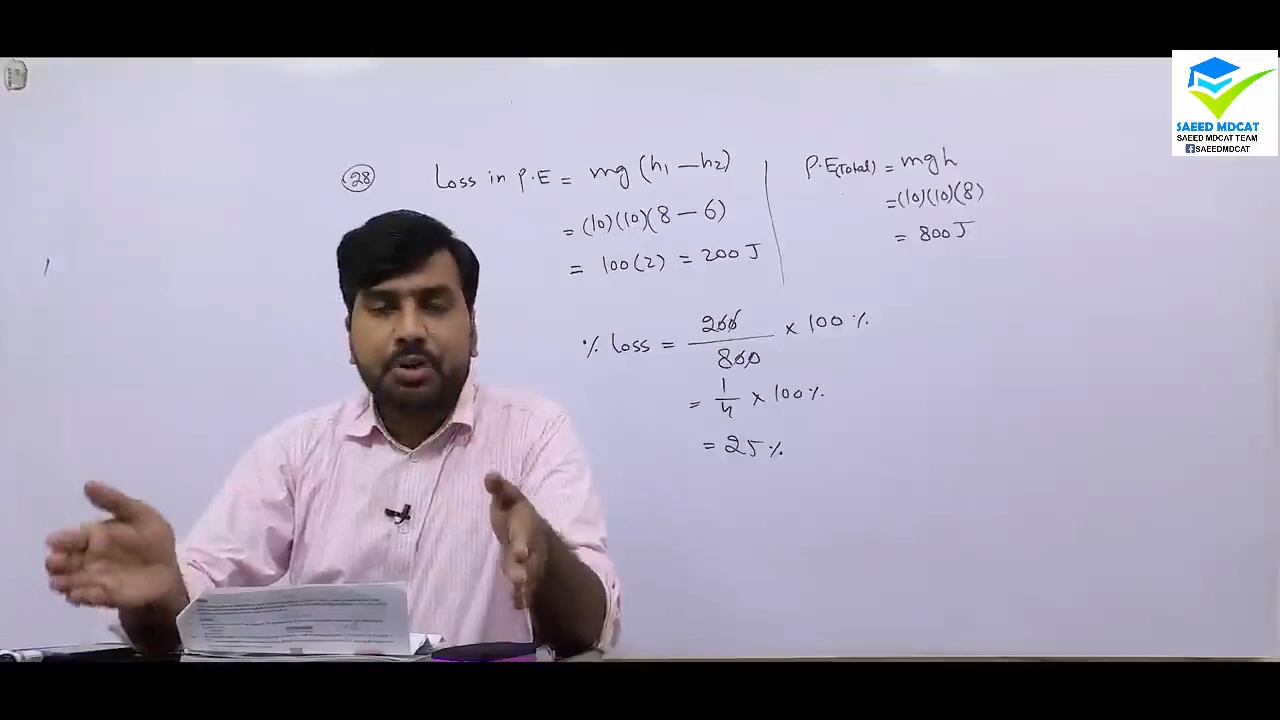 SAEED MDCAT
SAEED MDCAT TEAM
SAEEDMDCAT
28
Loss in P.E = mg (h1 — h2)
= (10)(10)(8 — 6)
= 100(2) = 200 J
P.E(Total) = mgh
= (10)(10)(8)
= 800 J
% Loss = 200/800 × 100 %
= 1/4 × 100 %
= 25 %